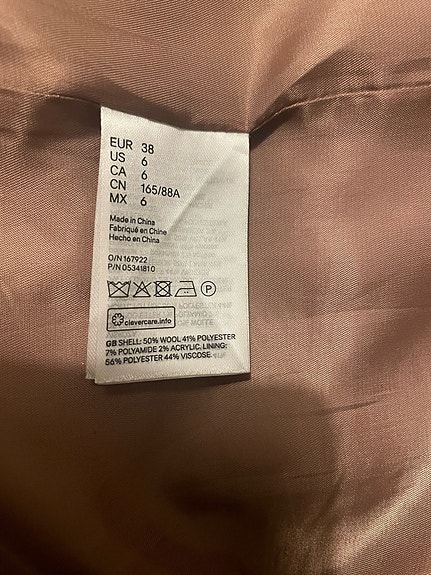 EUR 38
US 6
CA 6
CN 165/88A
MX 6
Made in China
Fabriqué en Chine
Hecho en China
O/N 167922
P/N 05341810
P
clevercare.info
GB SHELL: 50% WOOL 41% POLYESTER
7% POLYAMIDE 2% ACRYLIC. LINING:
56% POLYESTER 44% VISCOSE.